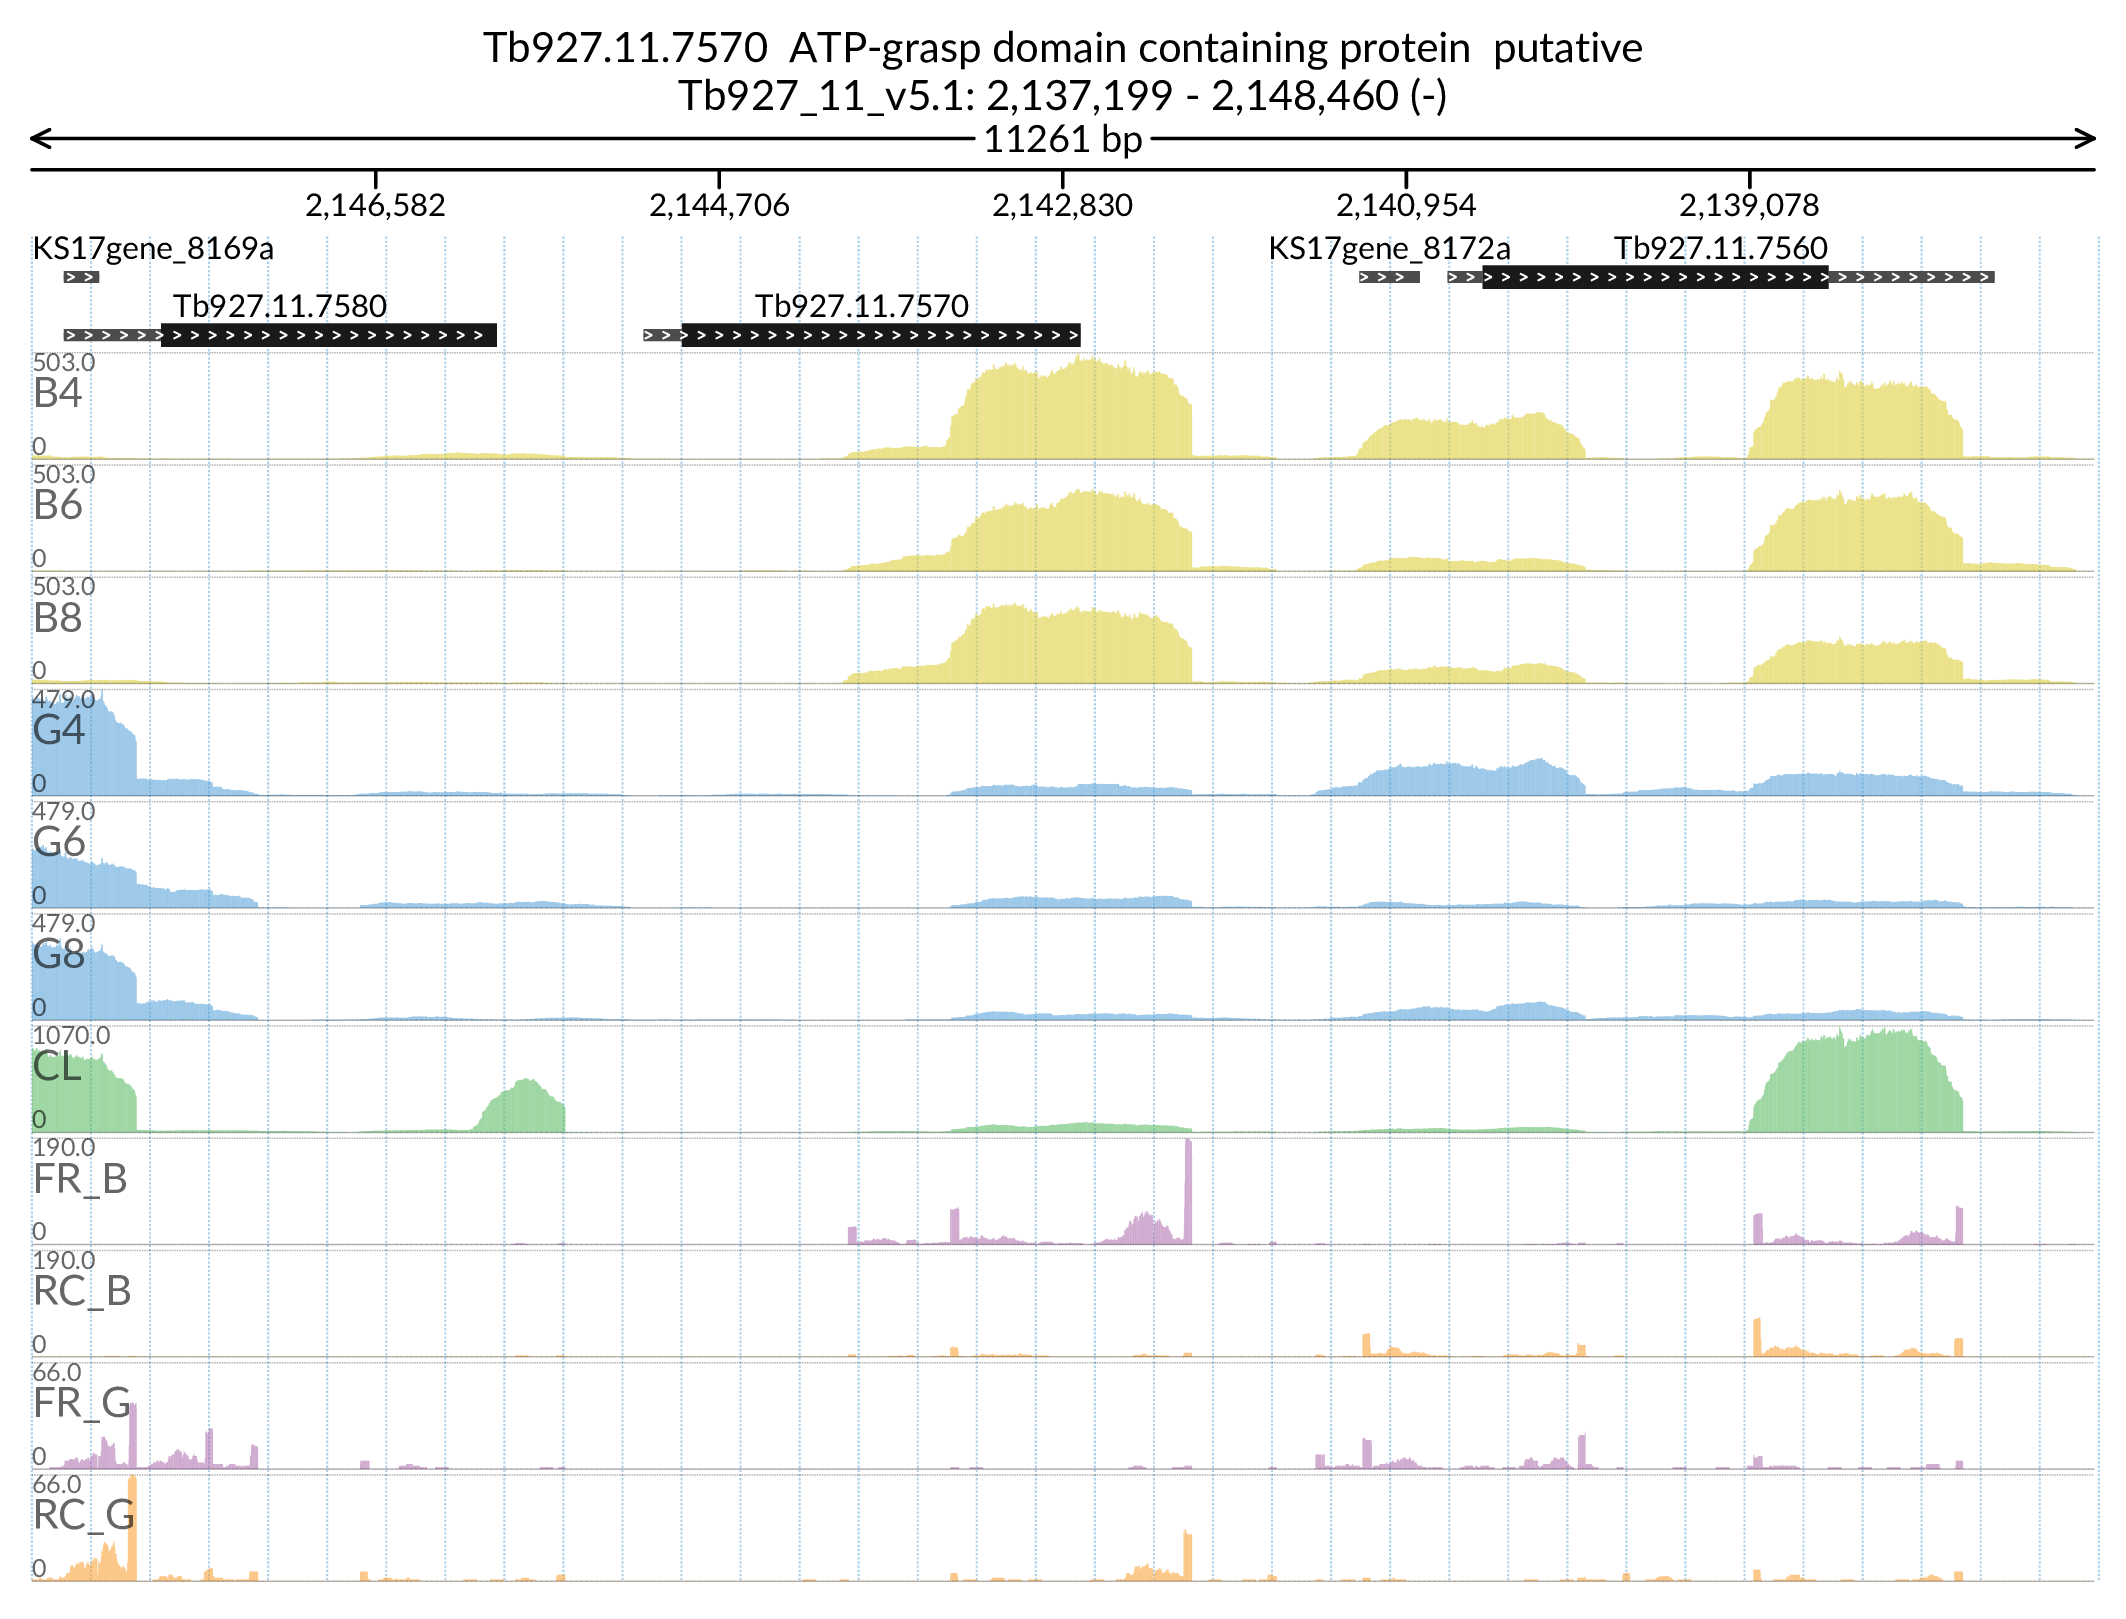 Tb927.11.7570  ATP-grasp domain containing protein  putative
Tb927_11_v5.1: 2,137,199 - 2,148,460 (-)
11261 bp
2,146,582 2,144,706 2,142,830 2,140,954 2,139,078
KS17gene_8169a KS17gene_8172a Tb927.11.7560
Tb927.11.7580 Tb927.11.7570
503.0
B4
0
503.0
B6
0
503.0
B8
0
479.0
G4
0
479.0
G6
0
479.0
G8
0
1070.0
CL
0
190.0
FR_B
0
190.0
RC_B
0
66.0
FR_G
0
66.0
RC_G
0